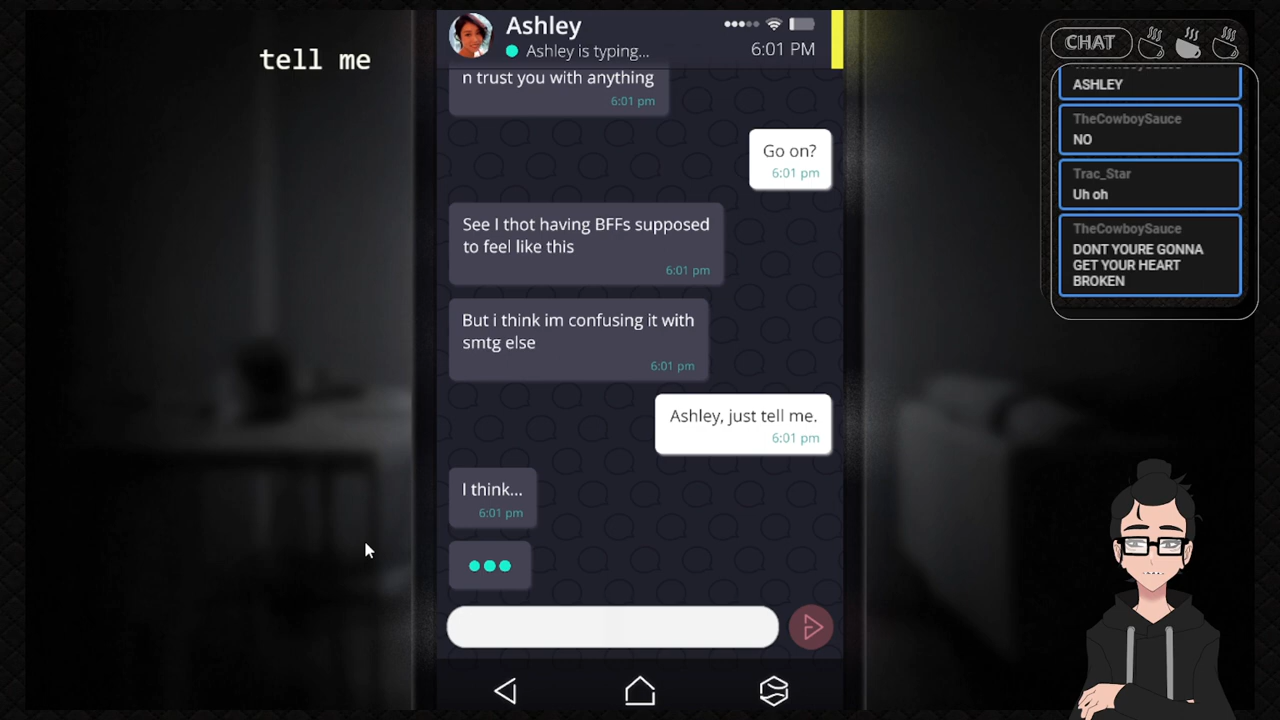 tell me
Ashley
Ashley is typing...
6:01 PM
n trust you with anything
6:01 pm
Go on?
6:01 pm
See I thot having BFFs supposed
to feel like this
6:01 pm
But i think im confusing it with
smtg else
6:01 pm
Ashley, just tell me.
6:01 pm
I think...
6:01 pm
CHAT
ASHLEY
TheCowboySauce
NO
Trac_Star
Uh oh
TheCowboySauce
DONT YOURE GONNA
GET YOUR HEART
BROKEN